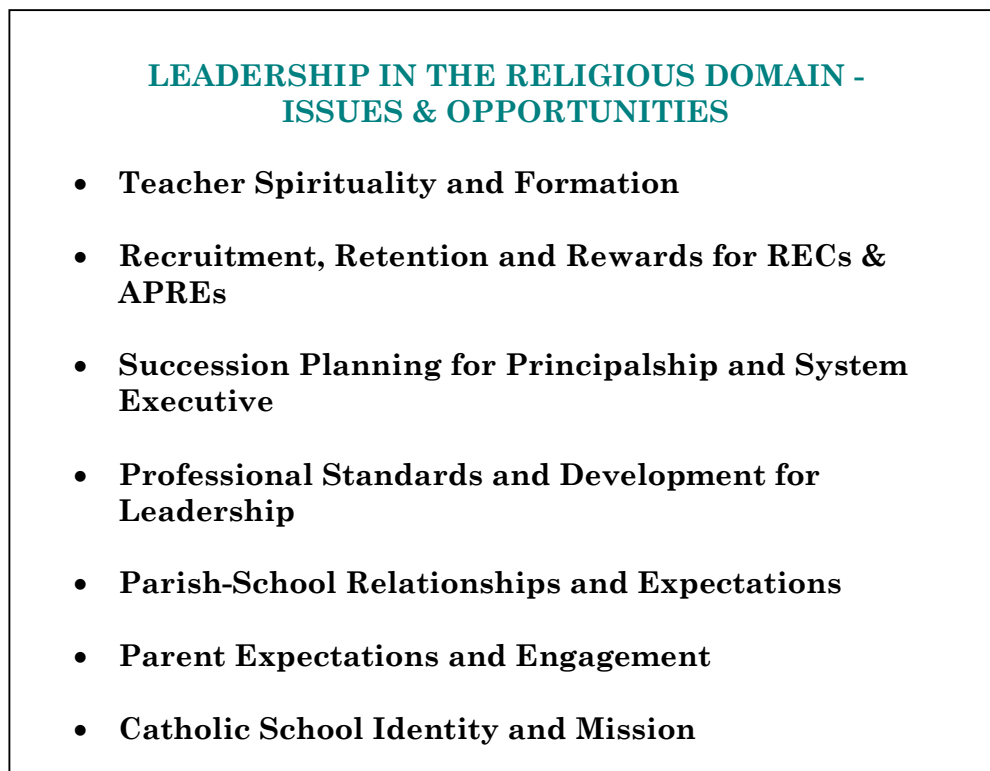 LEADERSHIP IN THE RELIGIOUS DOMAIN -
ISSUES & OPPORTUNITIES
• Teacher Spirituality and Formation
• Recruitment, Retention and Rewards for RECs &
APREs
• Succession Planning for Principalship and System
Executive
• Professional Standards and Development for
Leadership
• Parish-School Relationships and Expectations
• Parent Expectations and Engagement
• Catholic School Identity and Mission